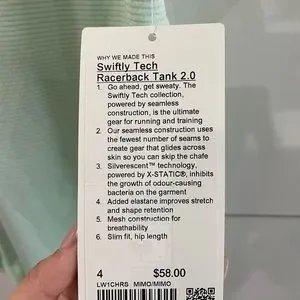 WHY WE MADE THIS
Swiftly Tech
Racerback Tank 2.0
1. Go ahead, get sweaty. The
Swiftly Tech collection,
powered by seamless
construction, is the ultimate
gear for running and training
2. Our seamless construction uses
the fewest number of seams to
create gear that glides across
skin so you can skip the chafe
3. Silverescent™ technology,
powered by X-STATIC®, inhibits
the growth of odour-causing
bacteria on the garment
4. Added elastane improves stretch
and shape retention
5. Mesh construction for
breathability
6. Slim fit, hip length
4 $58.00
LW1CHRS MIMO/MIMO